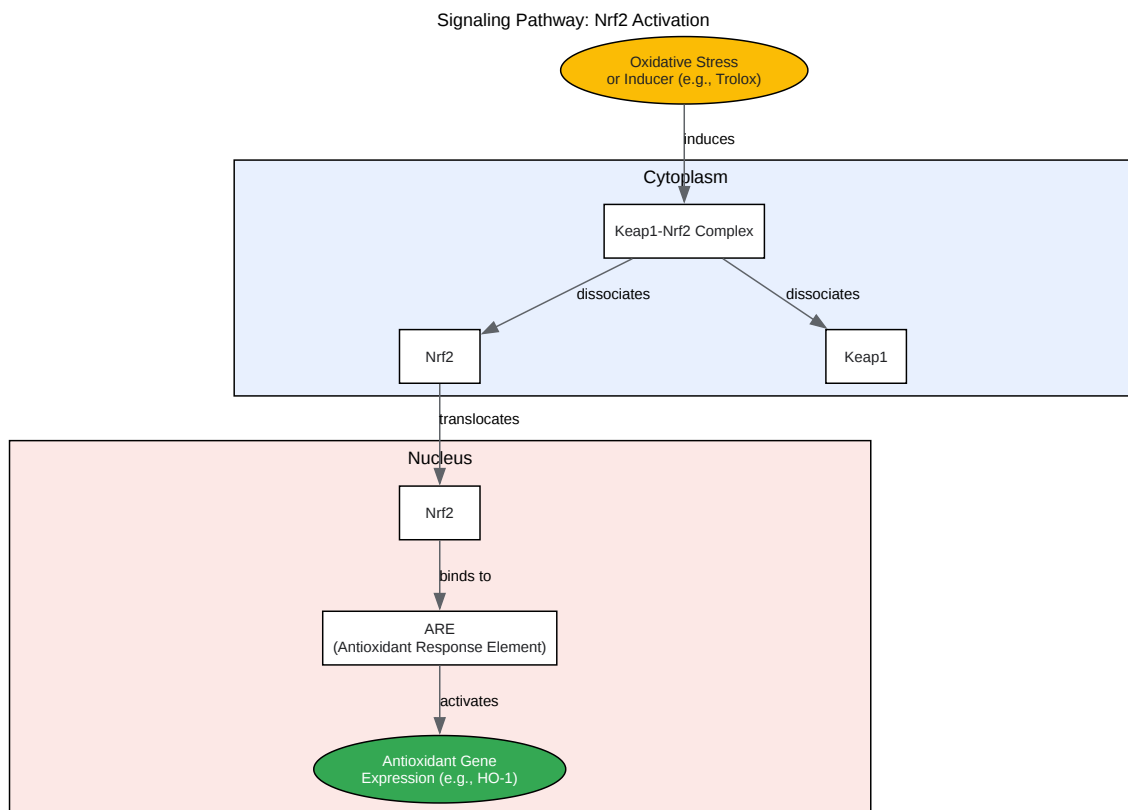 Signaling Pathway: Nrf2 Activation
Oxidative Stress
or Inducer (e.g., Trolox)
induces
Cytoplasm
Keap1-Nrf2 Complex
dissociates
dissociates
Nrf2
Keap1
translocates
Nucleus
Nrf2
binds to
ARE
(Antioxidant Response Element)
activates
Antioxidant Gene
Expression (e.g., HO-1)